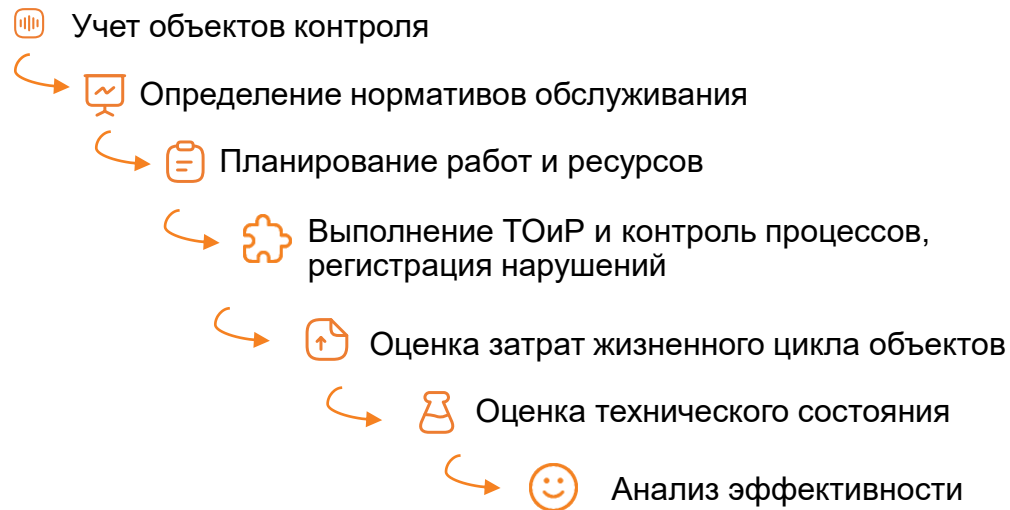 Учет объектов контроля
Определение нормативов обслуживания
Планирование работ и ресурсов
Выполнение ТОиР и контроль процессов,
регистрация нарушений
Оценка затрат жизненного цикла объектов
Оценка технического состояния
Анализ эффективности